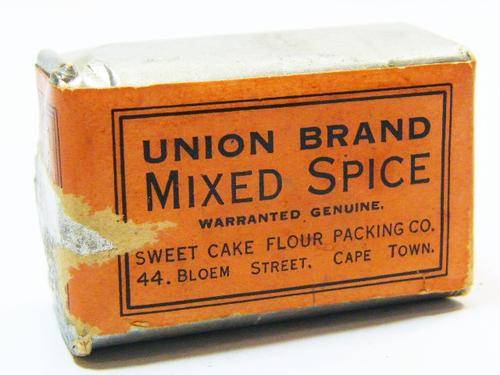 UNION BRAND
MIXED SPICE
WARRANTED GENUINE.
SWEET CAKE FLOUR PACKING CO.
44. BLOEM STREET. CAPE TOWN.